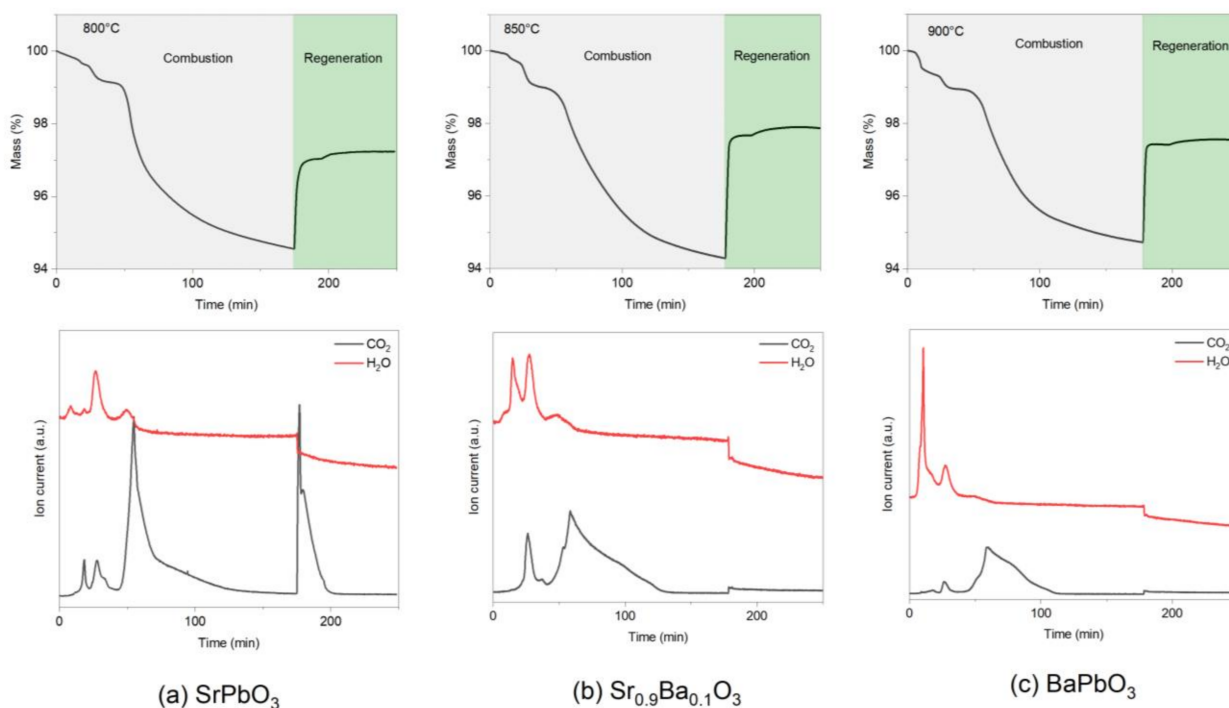 800°C
Combustion
Regeneration
100
98
96
94
Mass (%)
0
100
200
Time (min)
850°C
Combustion
Regeneration
100
98
96
94
Mass (%)
0
100
200
Time (min)
900°C
Combustion
Regeneration
100
98
96
94
Mass (%)
0
100
200
Time (min)
CO₂
H₂O
Ion current (a.u.)
0
100
200
Time (min)
CO₂
H₂O
Ion current (a.u.)
0
100
200
Time (min)
CO₂
H₂O
Ion current (a.u.)
0
100
200
Time (min)
(a) SrPbO₃
(b) Sr₀.₉Ba₀.₁O₃
(c) BaPbO₃